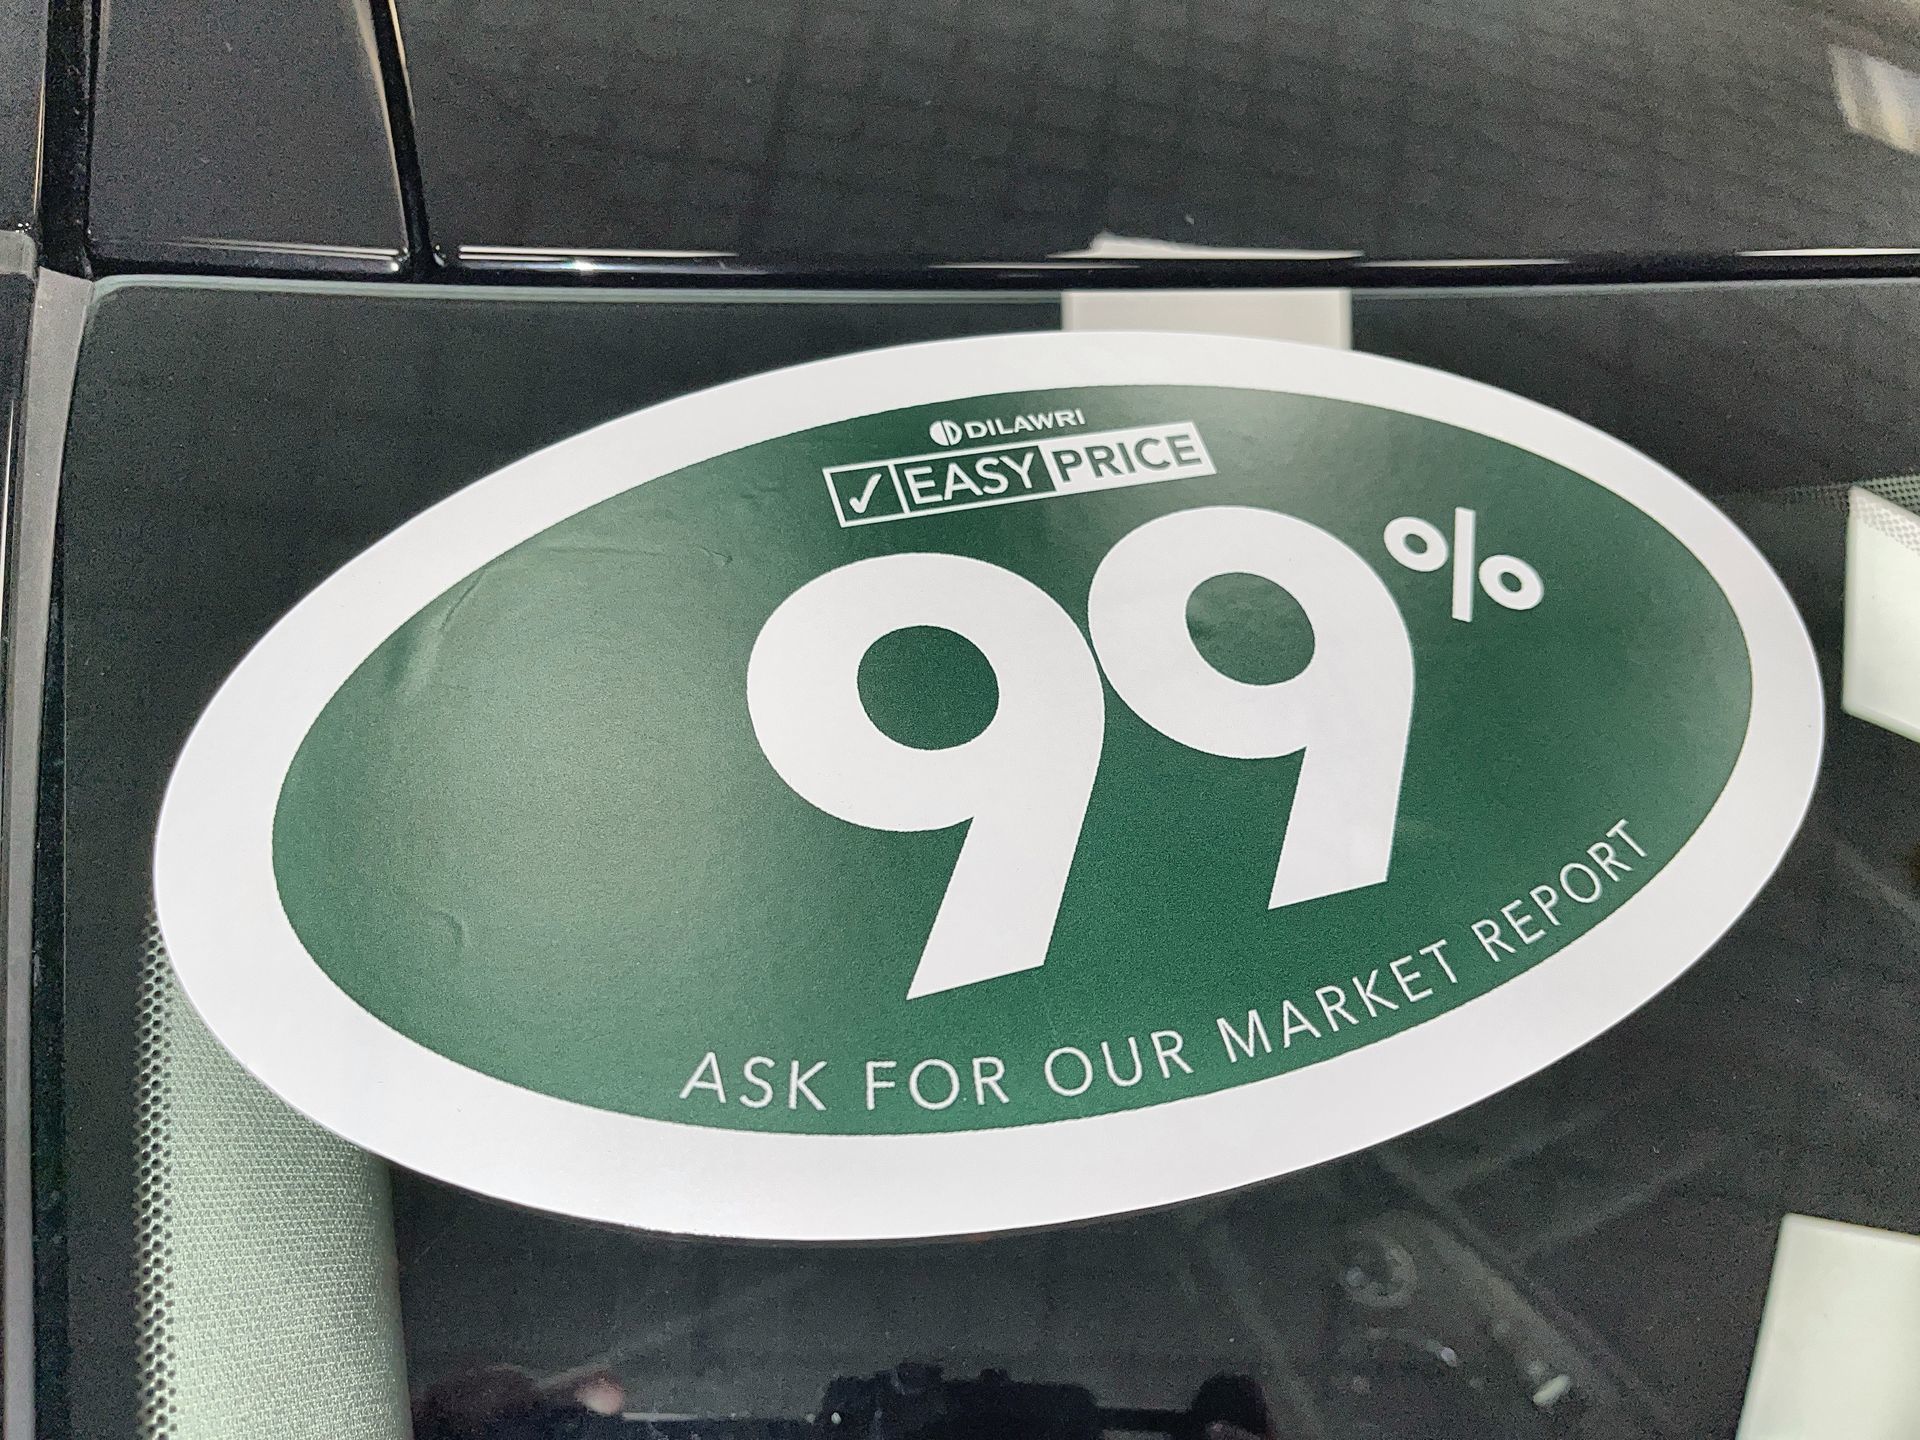 DILAWRI
✓ EASY PRICE
99%
ASK FOR OUR MARKET REPORT